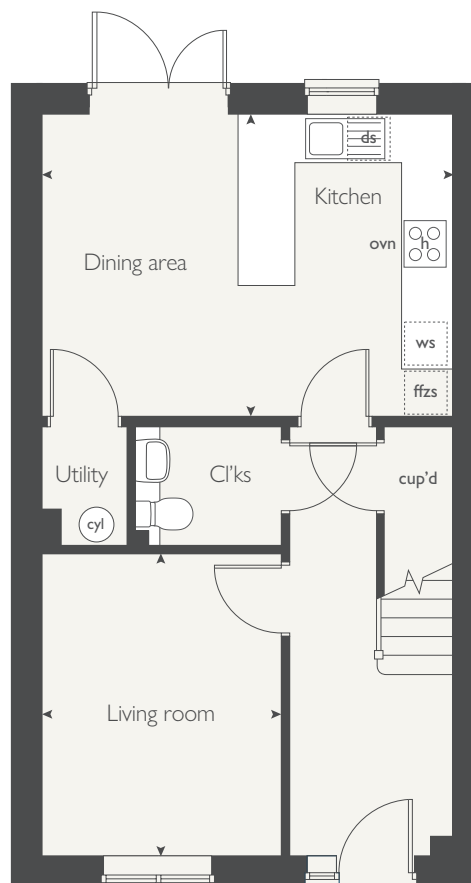 ds
Kitchen
ovn
h
Dining area
ws
ffzs
Utility
Cl'ks
cup'd
cyl
Living room